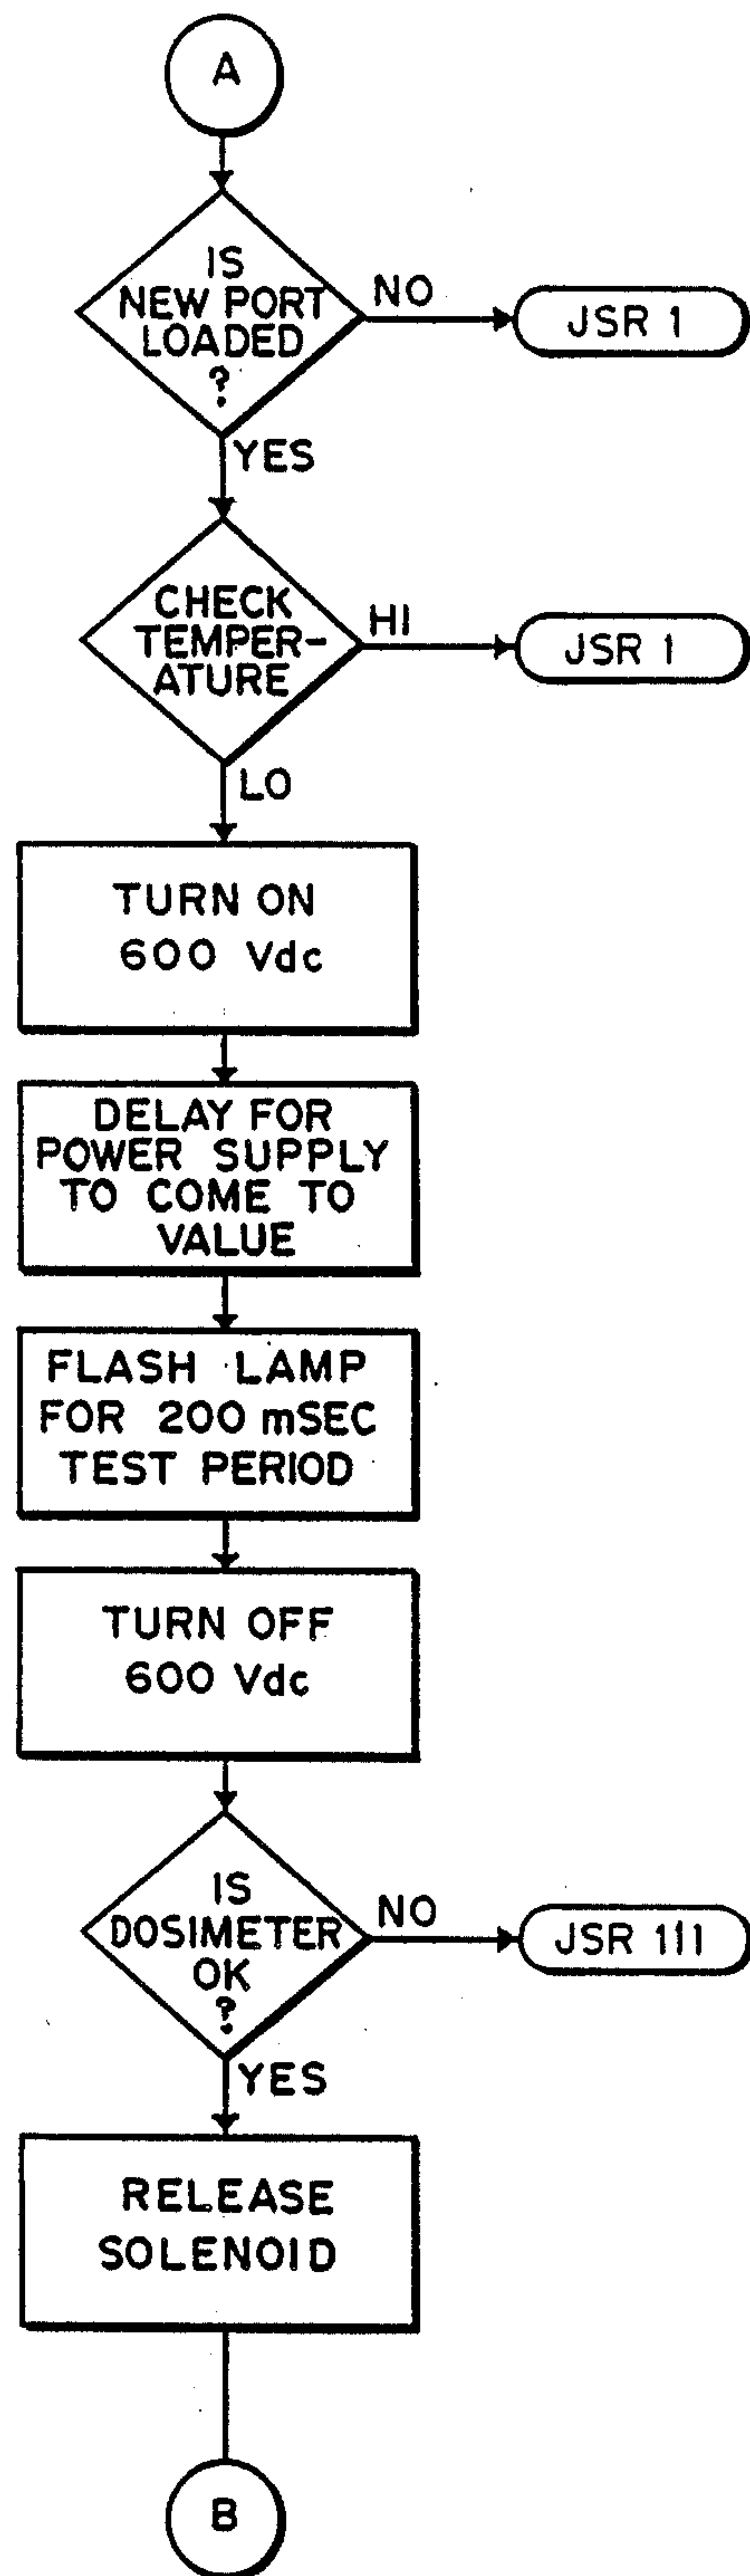 A
IS
NEW PORT
LOADED
?
NO
JSR 1
YES
CHECK
TEMPER-
ATURE
HI
JSR 1
LO
TURN ON
600 Vdc
DELAY FOR
POWER SUPPLY
TO COME TO
VALUE
FLASH LAMP
FOR 200 mSEC
TEST PERIOD
TURN OFF
600 Vdc
IS
DOSIMETER
OK
?
NO
JSR 111
YES
RELEASE
SOLENOID
B